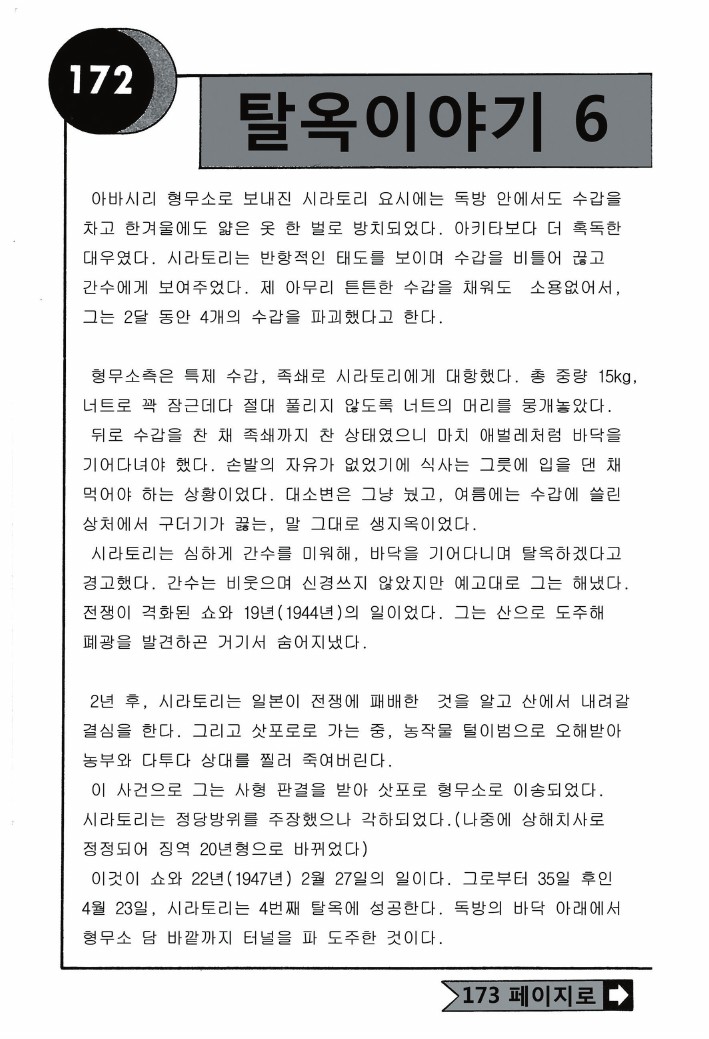 172
탈옥이야기 6
아바시리 형무소로 보내진 시라토리 요시에는 독방 안에서도 수갑을
차고 한겨울에도 얇은 옷 한 벌로 방치되었다. 아키타보다 더 혹독한
대우였다. 시라토리는 반항적인 태도를 보이며 수갑을 비틀어 끊고
간수에게 보여주었다. 제 아무리 튼튼한 수갑을 채워도 소용없어서,
그는 2달 동안 4개의 수갑을 파괴했다고 한다.
형무소측은 특제 수갑, 족쇄로 시라토리에게 대항했다. 총 중량 15kg,
너트로 꽉 잠근데다 절대 풀리지 않도록 너트의 머리를 뭉개놓았다.
뒤로 수갑을 찬 채 족쇄까지 찬 상태였으니 마치 애벌레처럼 바닥을
기어다녀야 했다. 손발의 자유가 없었기에 식사는 그릇에 입을 댄 채
먹어야 하는 상황이었다. 대소변은 그냥 눴고, 여름에는 수갑에 쓸린
상처에서 구더기가 끓는, 말 그대로 생지옥이었다.
시라토리는 심하게 간수를 미워해, 바닥을 기어다니며 탈옥하겠다고
경고했다. 간수는 비웃으며 신경쓰지 않았지만 예고대로 그는 해냈다.
전쟁이 격화된 쇼와 19년(1944년)의 일이었다. 그는 산으로 도주해
폐광을 발견하곤 거기서 숨어지냈다.
2년 후, 시라토리는 일본이 전쟁에 패배한 것을 알고 산에서 내려갈
결심을 한다. 그리고 삿포로로 가는 중, 농작물 털이범으로 오해받아
농부와 다투다 상대를 찔러 죽여버린다.
이 사건으로 그는 사형 판결을 받아 삿포로 형무소로 이송되었다.
시라토리는 정당방위를 주장했으나 각하되었다.(나중에 상해치사로
정정되어 징역 20년형으로 바뀌었다)
이것이 쇼와 22년(1947년) 2월 27일의 일이다. 그로부터 35일 후인
4월 23일, 시라토리는 4번째 탈옥에 성공한다. 독방의 바닥 아래에서
형무소 담 바깥까지 터널을 파 도주한 것이다.
173 페이지로